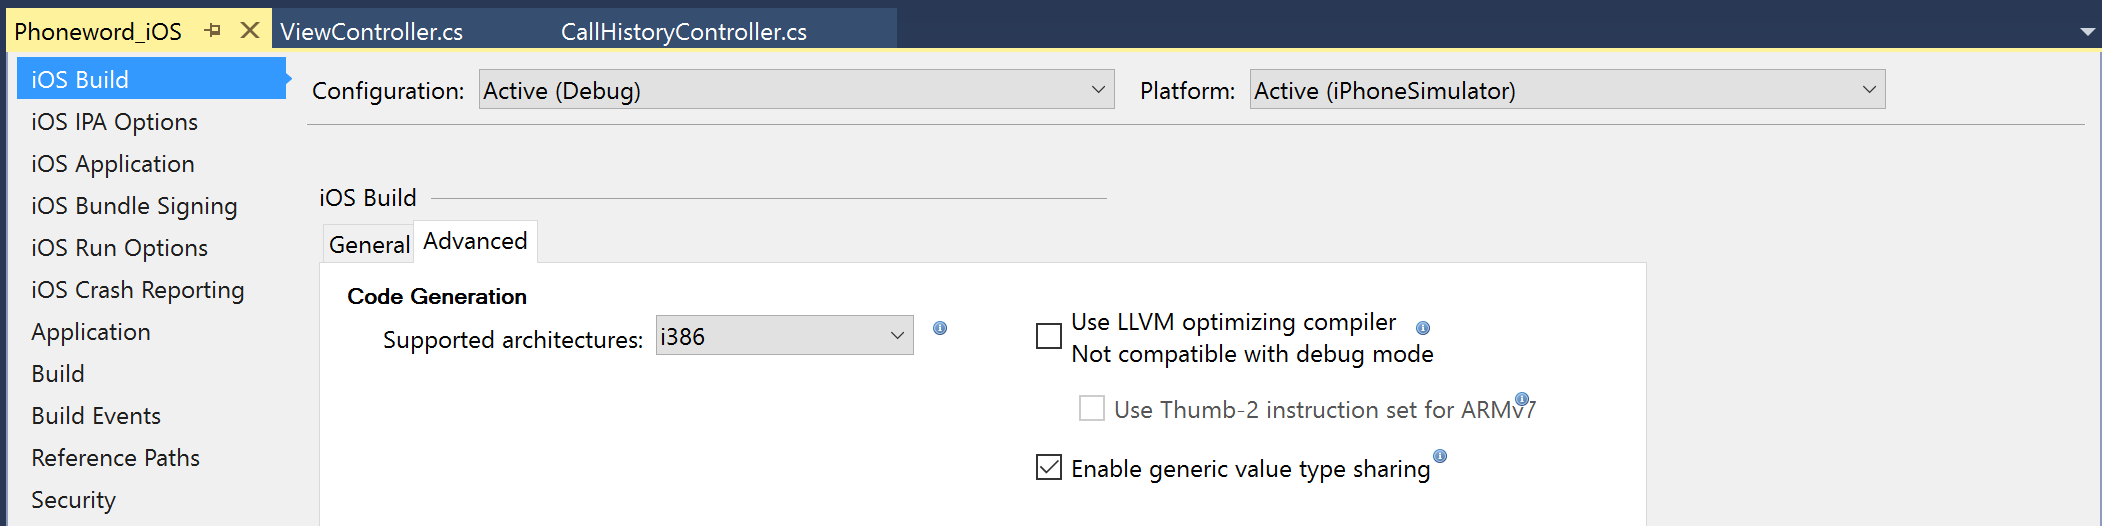 Phoneword_iOS ViewController.cs CallHistoryController.cs
iOS Build
iOS IPA Options
iOS Application
iOS Bundle Signing
iOS Run Options
iOS Crash Reporting
Application
Build
Build Events
Reference Paths
Security
Configuration: Active (Debug) Platform: Active (iPhoneSimulator)
iOS Build
General Advanced
Code Generation
Supported architectures: i386
Use LLVM optimizing compiler
Not compatible with debug mode
Use Thumb-2 instruction set for ARMv7
Enable generic value type sharing